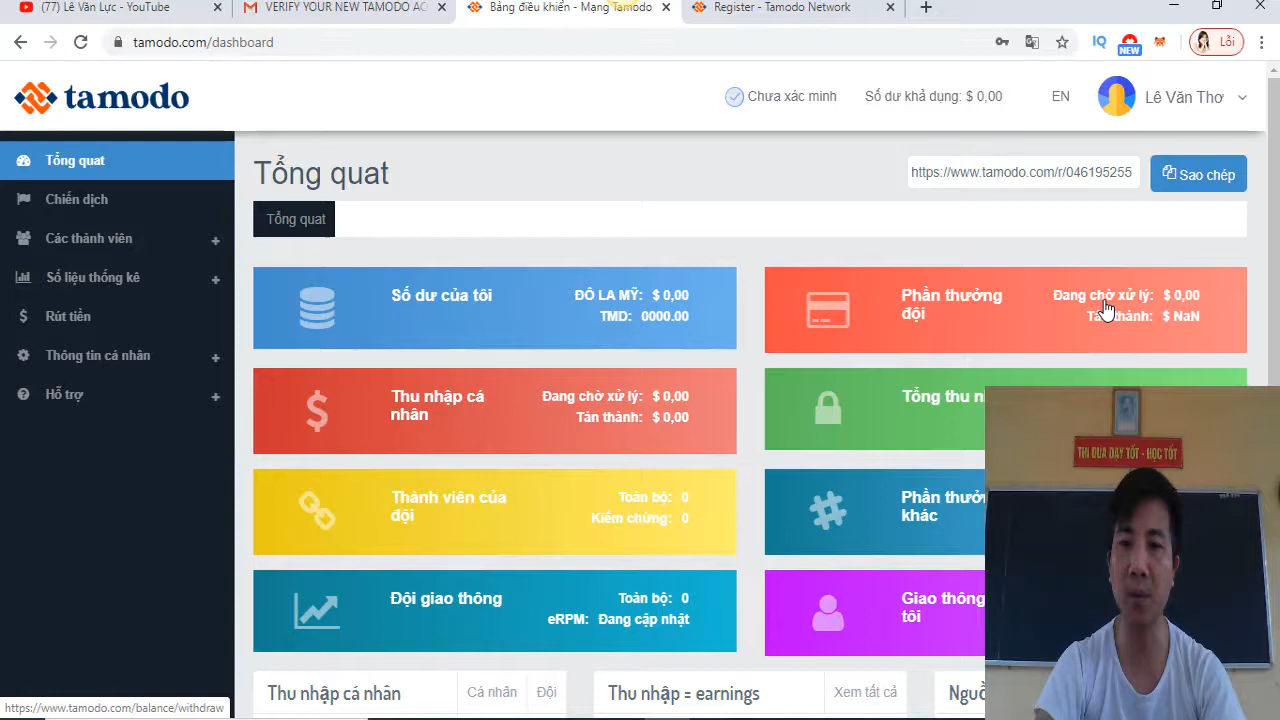 (77) Lê Văn Lực - YouTube
VERIFY YOUR NEW TAMODO AC
Bảng điều khiển - Mạng Tamodo
Register - Tamodo Network
tamodo.com/dashboard
IQ
NEW
Lỗi
tamodo
Chưa xác minh
Số dư khả dụng: $ 0,00
EN
Lê Văn Thơ
Tổng quat
Chiến dịch
Các thành viên
Số liệu thống kê
Rút tiền
Thông tin cá nhân
Hỗ trợ
Tổng quat
https://www.tamodo.com/r/046195255
Sao chép
Tổng quat
Số dư của tôi
ĐÔ LA MỸ: $ 0,00
TMD: 0000.00
Phần thưởng
đội
Đang chờ xử lý: $ 0,00
Tán thành: $ NaN
Thu nhập cá
nhân
Đang chờ xử lý: $ 0,00
Tán thành: $ 0,00
Tổng thu n
Thành viên của
đội
Toàn bộ: 0
Kiểm chứng: 0
Phần thưở
khác
Đội giao thông
Toàn bộ: 0
eRPM: Đang cập nhật
Giao thông
tôi
Thu nhập cá nhân
Cá nhân
Đội
Thu nhập = earnings
Xem tất cả
Nguồ
https://www.tamodo.com/balance/withdraw
THI ĐUA DẠY TỐT - HỌC TỐT